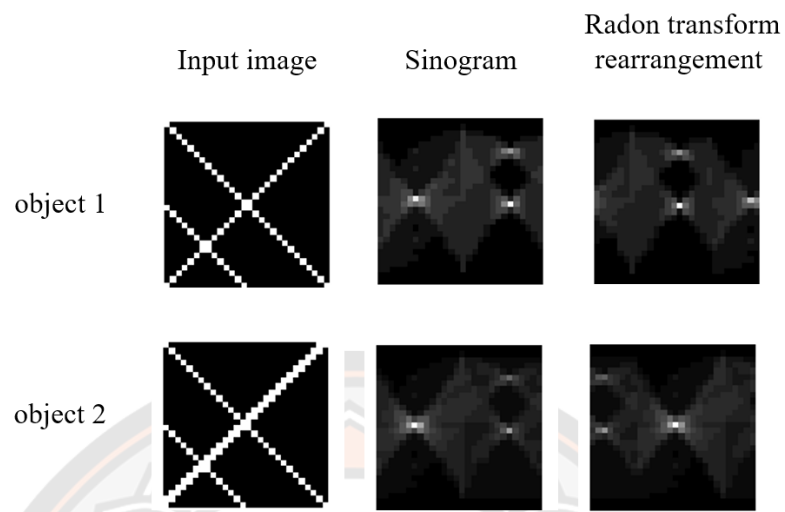 Input image
Sinogram
Radon transform
rearrangement
object 1
object 2